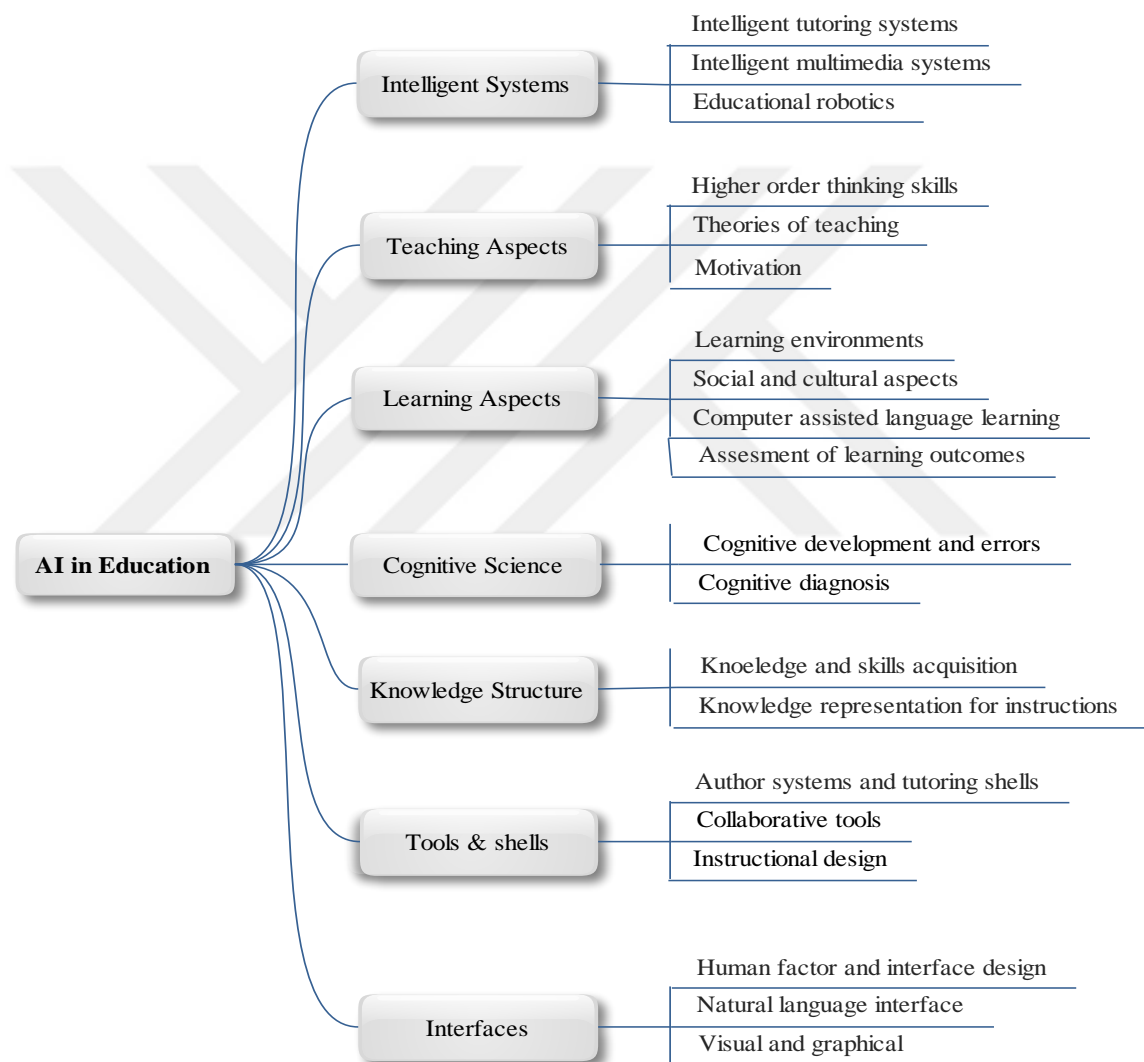 AI in Education
Intelligent Systems
Intelligent tutoring systems
Intelligent multimedia systems
Educational robotics
Teaching Aspects
Higher order thinking skills
Theories of teaching
Motivation
Learning Aspects
Learning environments
Social and cultural aspects
Computer assisted language learning
Assesment of learning outcomes
Cognitive Science
Cognitive development and errors
Cognitive diagnosis
Knowledge Structure
Knoeledge and skills acquisition
Knowledge representation for instructions
Tools & shells
Author systems and tutoring shells
Collaborative tools
Instructional design
Interfaces
Human factor and interface design
Natural language interface
Visual and graphical